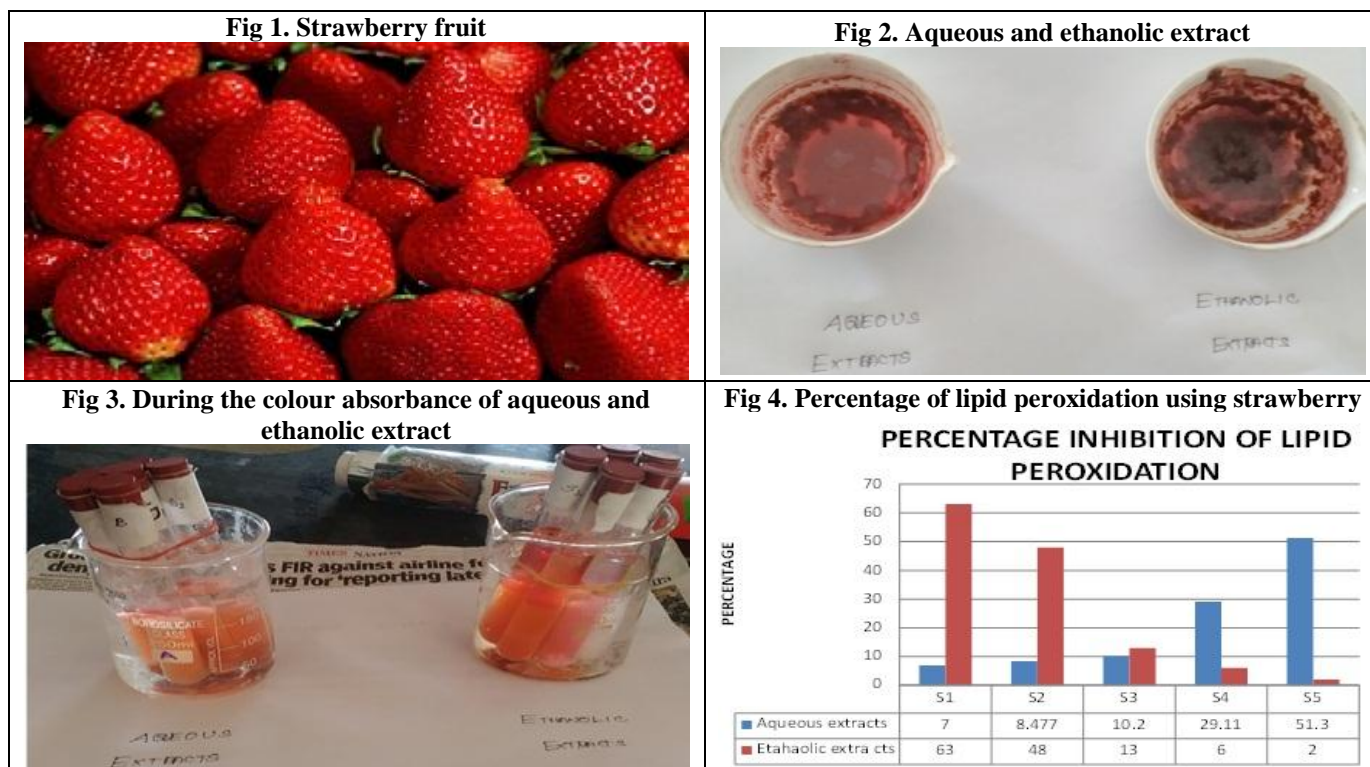 Fig 1. Strawberry fruit
Fig 2. Aqueous and ethanolic extract
AQEOUS
EXTRACTS
ETHANOLIC
EXTRACTS
Fig 3. During the colour absorbance of aqueous and
ethanolic extract
B
TIMES NATION
s FIR against airline f
ing for 'reporting late
BOROSILICATE
GLASS
A
150
100
50
AQEOUS
EXTRACTS
ETHANOLIC
EXTRACTS
Fig 4. Percentage of lipid peroxidation using strawberry
PERCENTAGE INHIBITION OF LIPID
PEROXIDATION
PERCENTAGE
70
60
50
40
30
20
10
0
S1 S2 S3 S4 S5
Aqueous extracts 7 8.477 10.2 29.11 51.3
Etahaolic extra cts 63 48 13 6 2